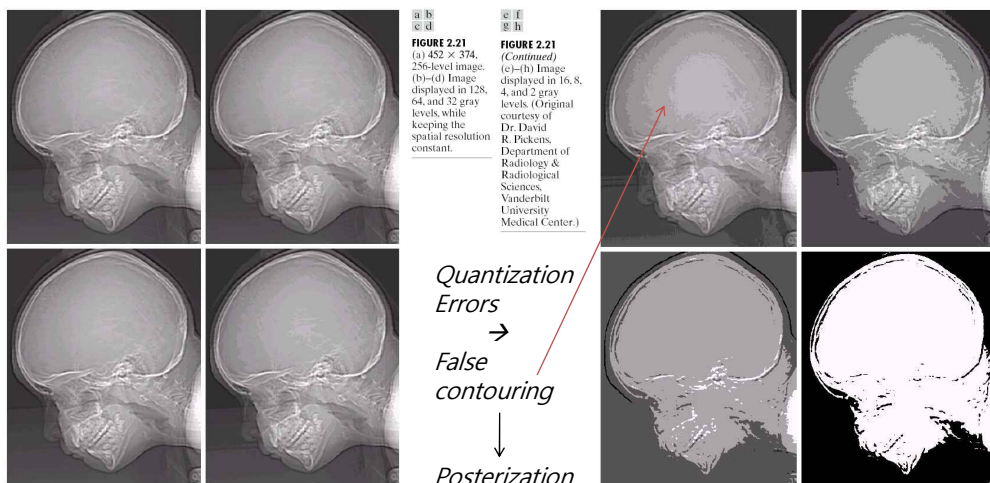 a b
c d
FIGURE 2.21
(a) 452 × 374,
256-level image.
(b)–(d) Image
displayed in 128,
64, and 32 gray
levels, while
keeping the
spatial resolution
constant.
e f
g h
FIGURE 2.21
(Continued)
(e)–(h) Image
displayed in 16, 8,
4, and 2 gray
levels. (Original
courtesy of
Dr. David
R. Pickens,
Department of
Radiology &
Radiological
Sciences,
Vanderbilt
University
Medical Center.)
Quantization
Errors
→
False
contouring
Posterization